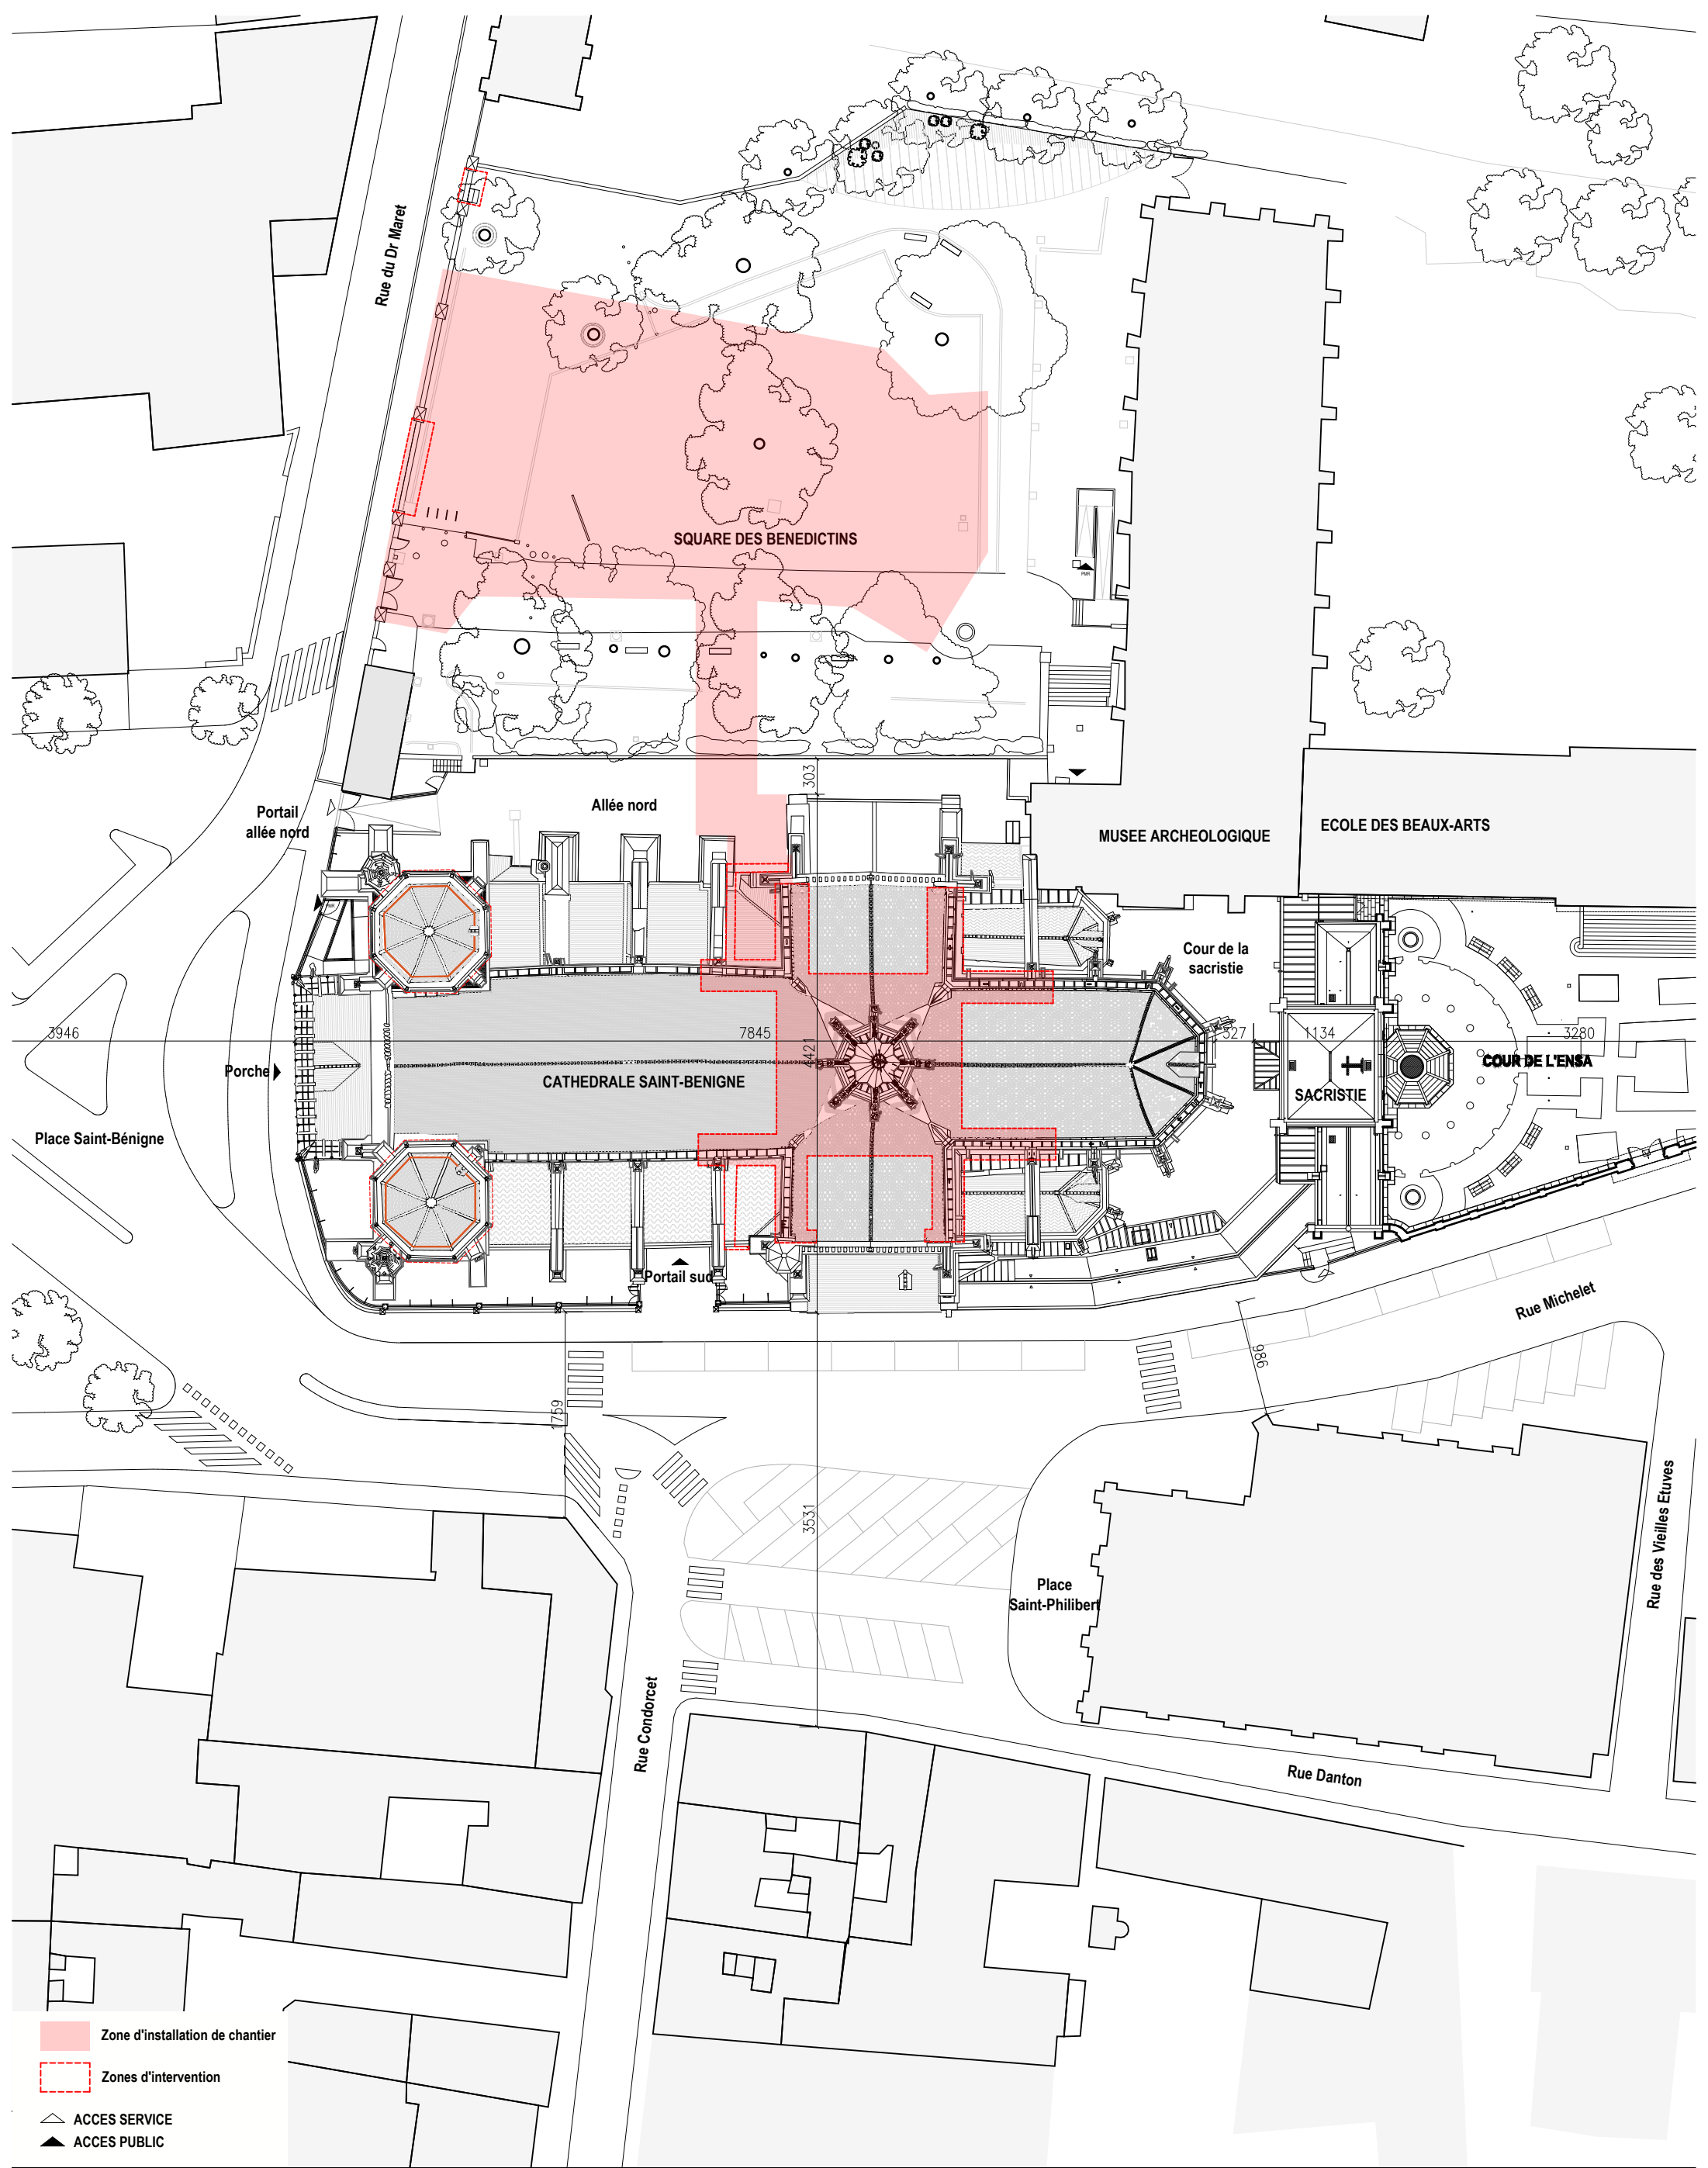 Rue du Dr Maret
SQUARE DES BENEDICTINS
PMR
303
Portail
allée nord
Allée nord
MUSEE ARCHEOLOGIQUE
ECOLE DES BEAUX-ARTS
Cour de la
sacristie
3946
7845
4421
527
1134
3280
Porche
CATHEDRALE SAINT-BENIGNE
COUR DE L'ENSA
SACRISTIE
Place Saint-Bénigne
Portail sud
Rue Michelet
986
1759
3531
Rue des Vieilles Etuves
Place
Saint-Philibert
Rue Condorcet
Rue Danton
Zone d'installation de chantier
Zones d'intervention
ACCES SERVICE
ACCES PUBLIC